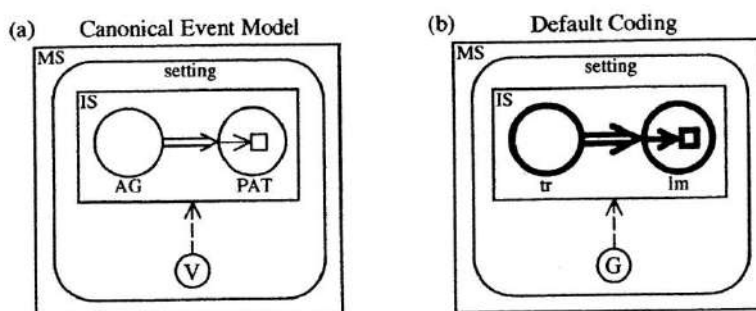 (a) Canonical Event Model
MS
setting
IS
AG PAT
V
(b) Default Coding
MS
setting
IS
tr lm
G